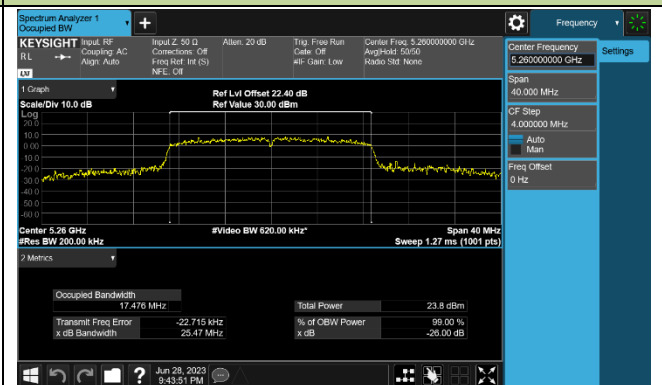 Spectrum Analyzer 1
Occupied BW
+
Frequency
KEYSIGHT
RL
LXI
Input: RF
Coupling: AC
Align: Auto
Input Z: 50 Ω
Corrections: Off
Freq Ref: Int (S)
NFE: Off
Atten: 20 dB
Trig: Free Run
Gate: Off
#IF Gain: Low
Center Freq: 5.260000000 GHz
Avg|Hold: 50/50
Radio Std: None
Center Frequency
5.260000000 GHz
Settings
Span
40.000 MHz
CF Step
4.000000 MHz
Auto
Man
Freq Offset
0 Hz
1 Graph
Scale/Div 10.0 dB
Ref Lvl Offset 22.40 dB
Ref Value 30.00 dBm
Log
20.0
10.0
0.00
-10.0
-20.0
-30.0
-40.0
-50.0
-60.0
Center 5.26 GHz
#Video BW 620.00 kHz*
Span 40 MHz
#Res BW 200.00 kHz
Sweep 1.27 ms (1001 pts)
2 Metrics
Occupied Bandwidth
17.476 MHz
Total Power
23.8 dBm
Transmit Freq Error
-22.715 kHz
% of OBW Power
99.00 %
x dB Bandwidth
25.47 MHz
x dB
-26.00 dB
?
Jun 28, 2023
9:43:51 PM